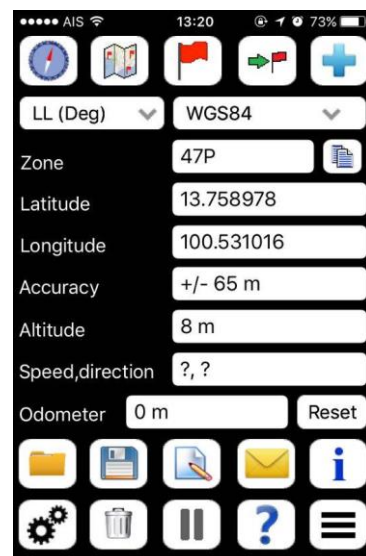 AIS 13:20 73%
LL (Deg) WGS84
Zone 47P
Latitude 13.758978
Longitude 100.531016
Accuracy +/- 65 m
Altitude 8 m
Speed,direction ?, ?
Odometer 0 m Reset
i
?